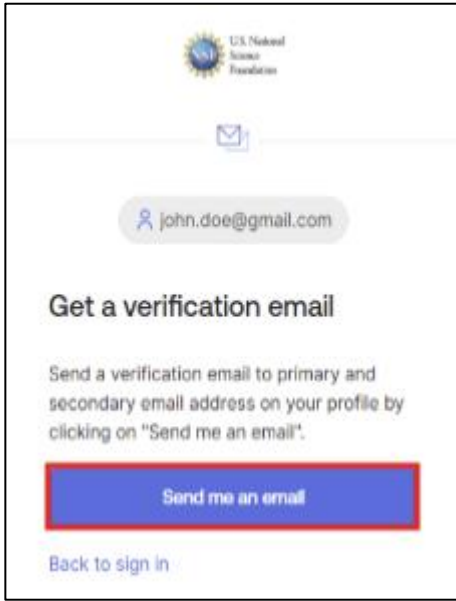 U.S. National
Science
Foundation
NSF
john.doe@gmail.com
Get a verification email
Send a verification email to primary and
secondary email address on your profile by
clicking on "Send me an email".
Send me an email
Back to sign in